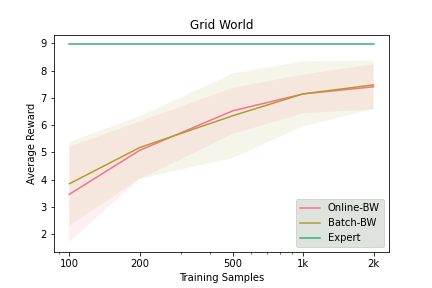 Grid World
Average Reward
9
8
7
6
5
4
3
2
100 200 500 1k 2k
Training Samples
Online-BW
Batch-BW
Expert